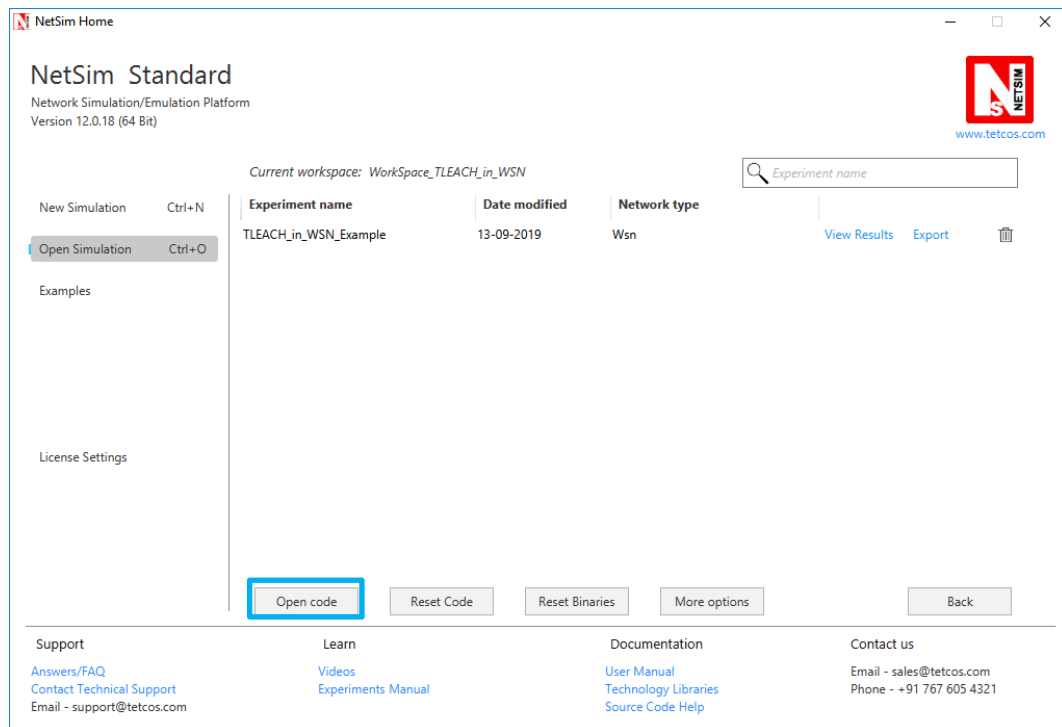 NetSim Home
NetSim Standard
Network Simulation/Emulation Platform
Version 12.0.18 (64 Bit)
NS NETSIM
www.tetcos.com
Current workspace: WorkSpace_TLEACH_in_WSN
Experiment name
New Simulation Ctrl+N
Experiment name Date modified Network type
Open Simulation Ctrl+O
TLEACH_in_WSN_Example 13-09-2019 Wsn View Results Export
Examples
License Settings
Open code Reset Code Reset Binaries More options Back
Support Learn Documentation Contact us
Answers/FAQ Videos User Manual Email - sales@tetcos.com
Contact Technical Support Experiments Manual Technology Libraries Phone - +91 767 605 4321
Email - support@tetcos.com Source Code Help